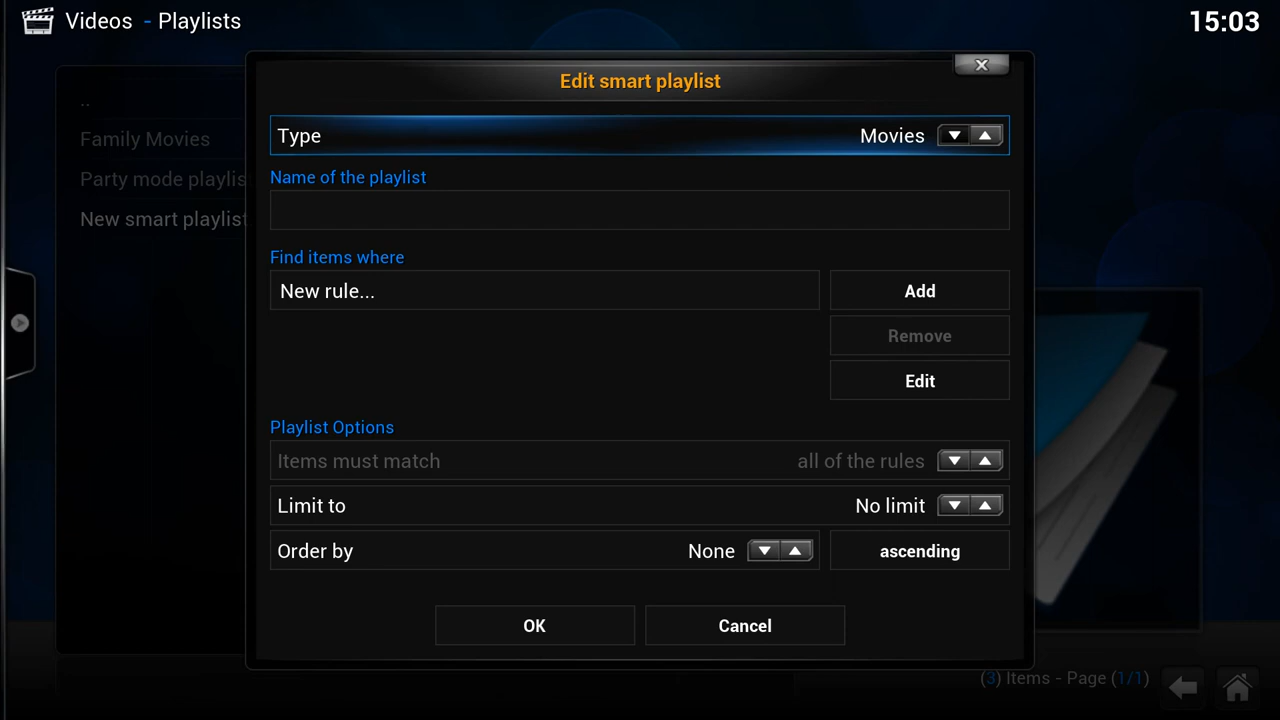 Videos - Playlists
15:03
Edit smart playlist
..
Family Movies
Party mode playlis
New smart playlist
Type Movies
Name of the playlist
Find items where
New rule... Add
Remove
Edit
Playlist Options
Items must match all of the rules
Limit to No limit
Order by None ascending
OK Cancel
(3) Items - Page (1/1)